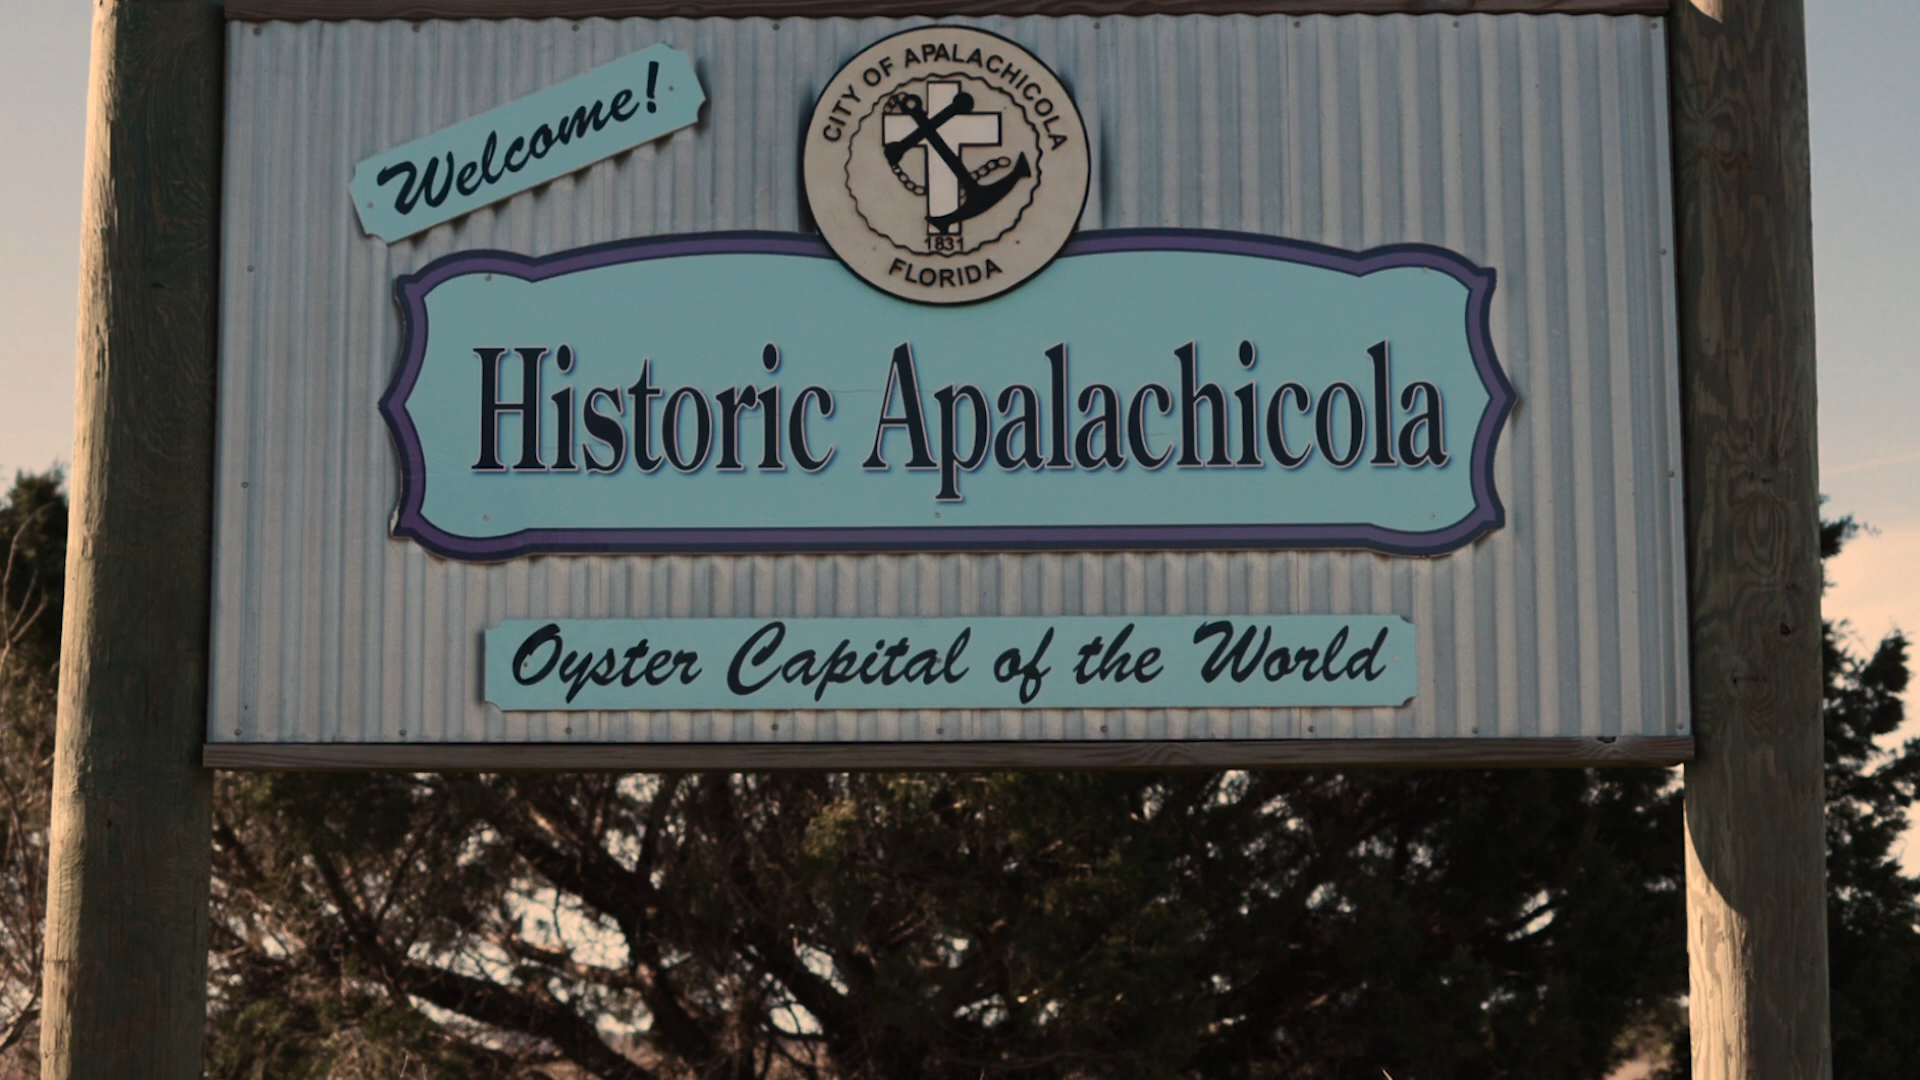 Welcome!
CITY OF APALACHICOLA
1831
FLORIDA
Historic Apalachicola
Oyster Capital of the World